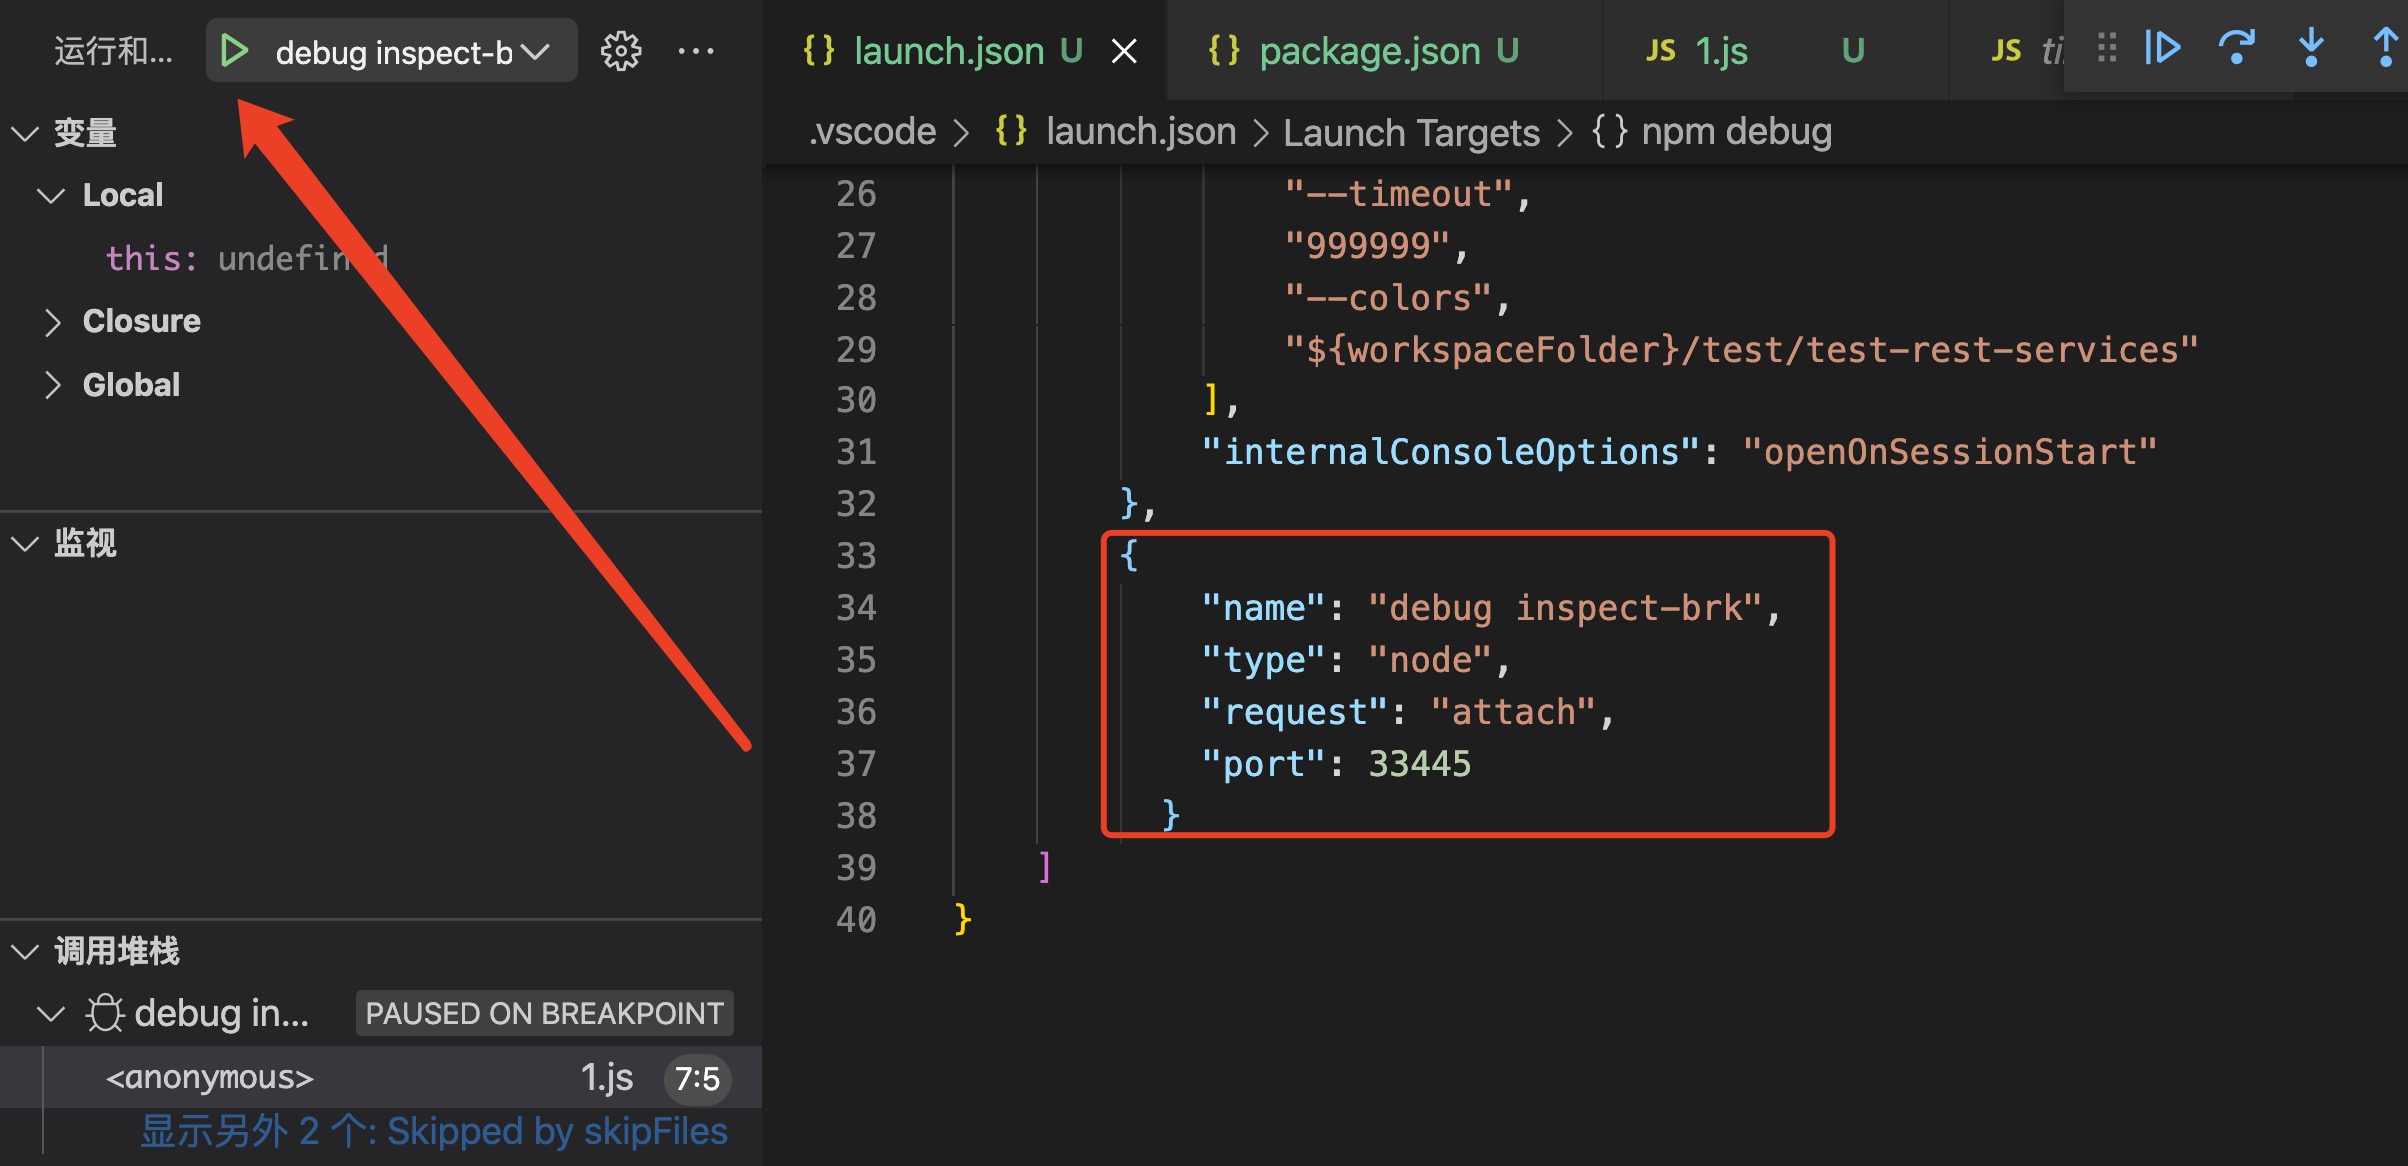 运行和...
debug inspect-b
变量
Local
this: undefined
Closure
Global
监视
调用堆栈
debug in...
PAUSED ON BREAKPOINT
<anonymous>
1.js
7:5
显示另外 2 个: Skipped by skipFiles
{} launch.json U
{} package.json U
JS 1.js U
JS ti
.vscode > {} launch.json > Launch Targets > {} npm debug
26 "--timeout",
27 "999999",
28 "--colors",
29 "${workspaceFolder}/test/test-rest-services"
30 ],
31 "internalConsoleOptions": "openOnSessionStart"
32 },
33 {
34 "name": "debug inspect-brk",
35 "type": "node",
36 "request": "attach",
37 "port": 33445
38 }
39 ]
40 }